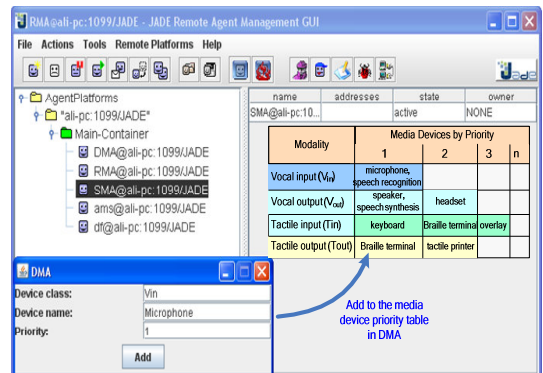 RMA@ali-pc:1099/JADE - JADE Remote Agent Management GUI
File Actions Tools Remote Platforms Help
Jade
AgentPlatforms
"ali-pc:1099/JADE"
Main-Container
DMA@ali-pc:1099/JADE
RMA@ali-pc:1099/JADE
SMA@ali-pc:1099/JADE
ams@ali-pc:1099/JADE
df@ali-pc:1099/JADE
name addresses state owner
SMA@ali-pc:10... active NONE
Modality Media Devices by Priority
1 2 3 n
Vocal input (Vin) microphone, speech recognition
Vocal output (Vout) speaker, speech synthesis headset
Tactile input (Tin) keyboard Braille terminal overlay
Tactile output (Tout) Braille terminal tactile printer
DMA
Device class: Vin
Device name: Microphone
Priority: 1
Add
Add to the media
device priority table
in DMA